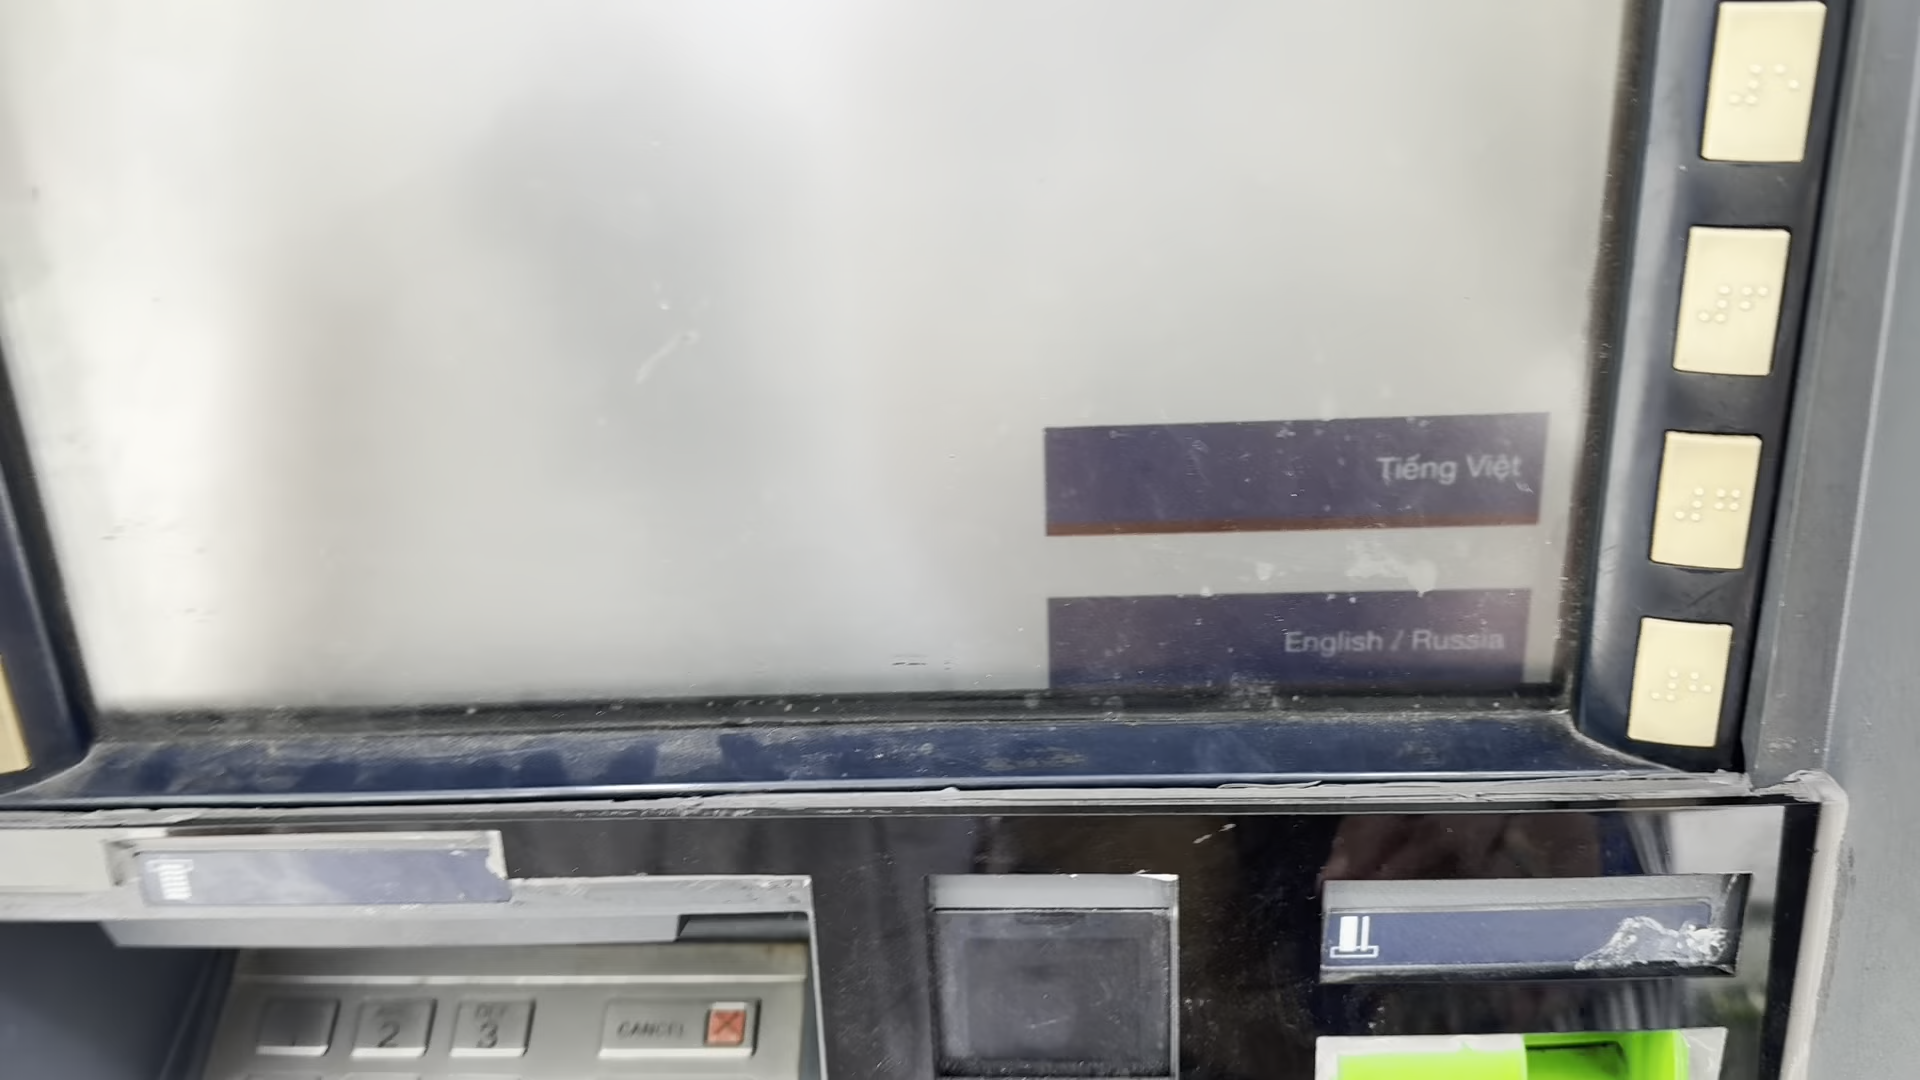 Tiếng Việt
English / Russia
2
3
CANCEL